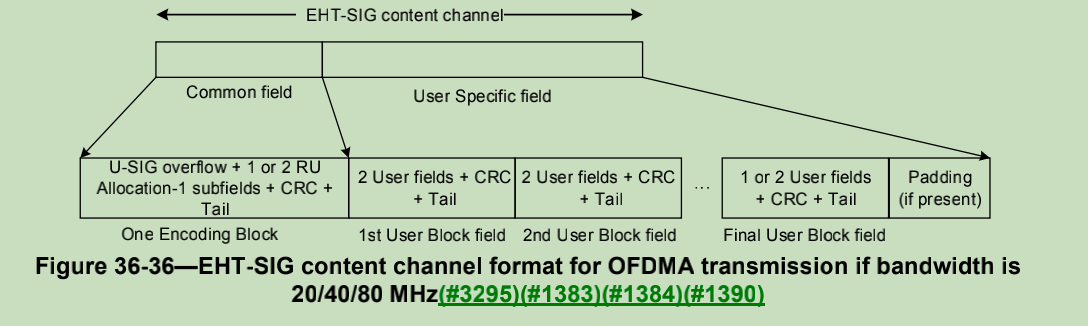 EHT-SIG content channel
Common field
User Specific field
U-SIG overflow + 1 or 2 RU
Allocation-1 subfields + CRC +
Tail
2 User fields + CRC
+ Tail
2 User fields + CRC
+ Tail
...
1 or 2 User fields
+ CRC + Tail
Padding
(if present)
One Encoding Block
1st User Block field
2nd User Block field
Final User Block field
Figure 36-36—EHT-SIG content channel format for OFDMA transmission if bandwidth is
20/40/80 MHz(#3295)(#1383)(#1384)(#1390)